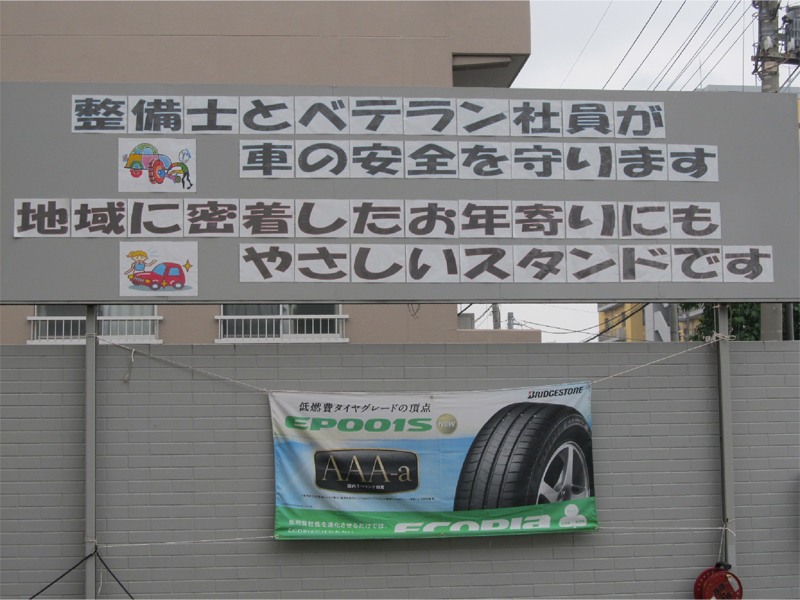 整備士とベテラン社員が
車の安全を守ります
地域に密着したお年寄りにも
やさしいスタンドです
BRIDGESTORE
低燃費タイヤグレードの頂点
EP001S NEW
AAA-a
ECOPIA